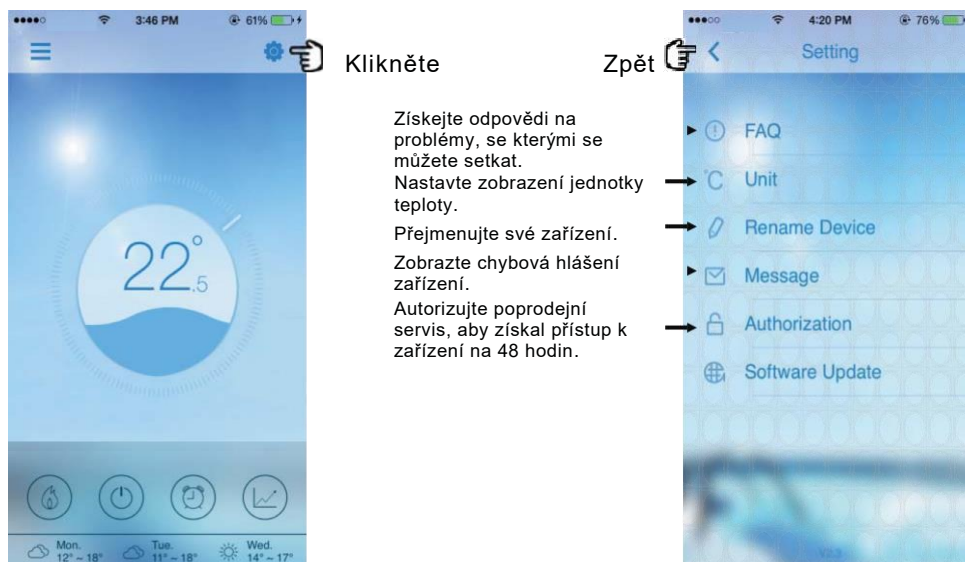 3:46 PM
61%
22°.5
Mon.
12° ~ 18°
Tue.
11° ~ 18°
Wed.
14° ~ 17°
Klikněte
Zpět
Získejte odpovědi na
problémy, se kterými se
můžete setkat.
Nastavte zobrazení jednotky
teploty.
Přejmenujte své zařízení.
Zobrazte chybová hlášení
zařízení.
Autorizujte poprodejní
servis, aby získal přístup k
zařízení na 48 hodin.
4:20 PM
76%
Setting
FAQ
°C Unit
Rename Device
Message
Authorization
Software Update
V2.3